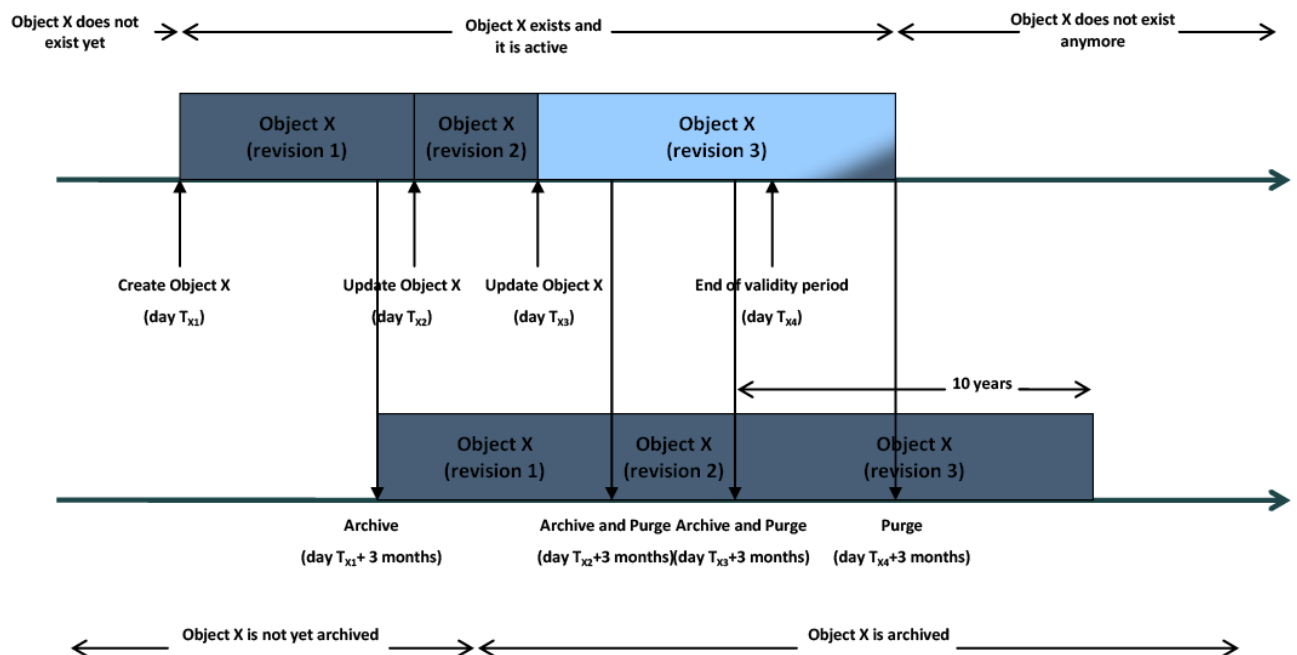 Object X does not
exist yet
Object X exists and
it is active
Object X does not exist
anymore
Object X
(revision 1)
Object X
(revision 2)
Object X
(revision 3)
Create Object X
(day TX1)
Update Object X
(day TX2)
Update Object X
(day TX3)
End of validity period
(day TX4)
10 years
Object X
(revision 1)
Object X
(revision 2)
Object X
(revision 3)
Archive
(day TX1+ 3 months)
Archive and Purge
(day TX2+3 months)
Archive and Purge
(day TX3+3 months)
Purge
(day TX4+3 months)
Object X is not yet archived
Object X is archived